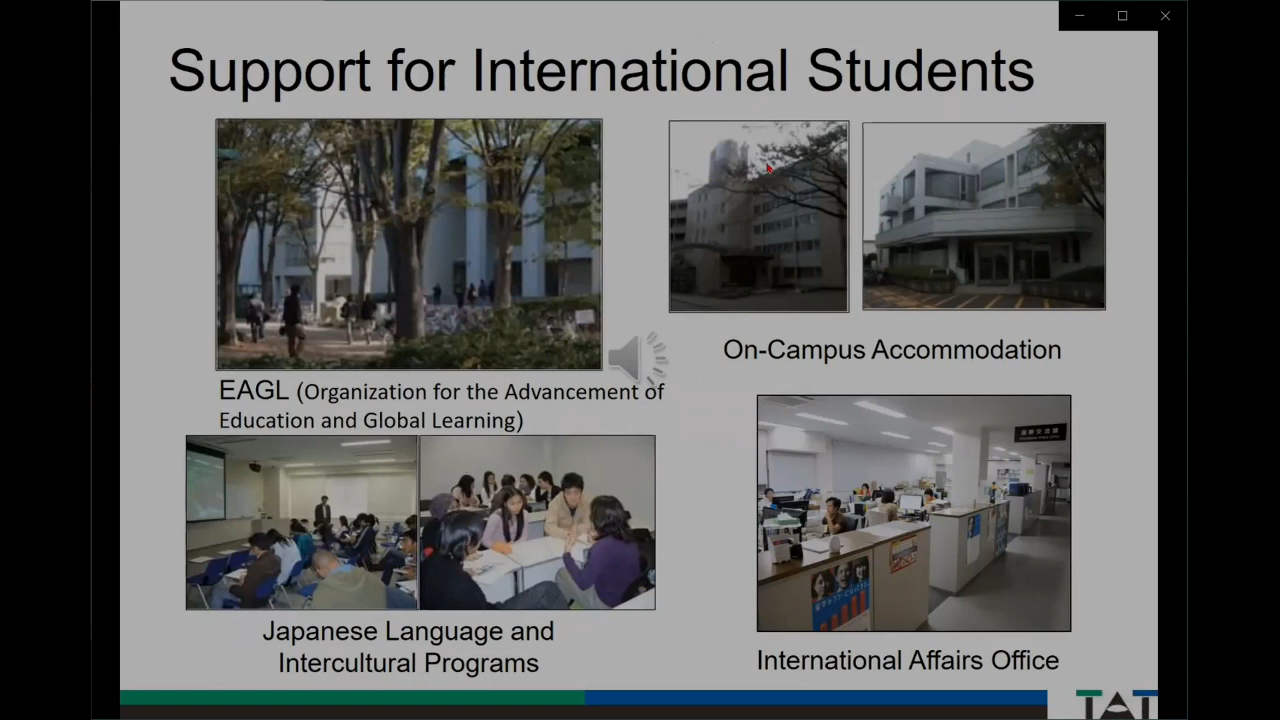 Support for International Students
EAGL (Organization for the Advancement of
Education and Global Learning)
On-Campus Accommodation
Japanese Language and
Intercultural Programs
International Affairs Office
TAT